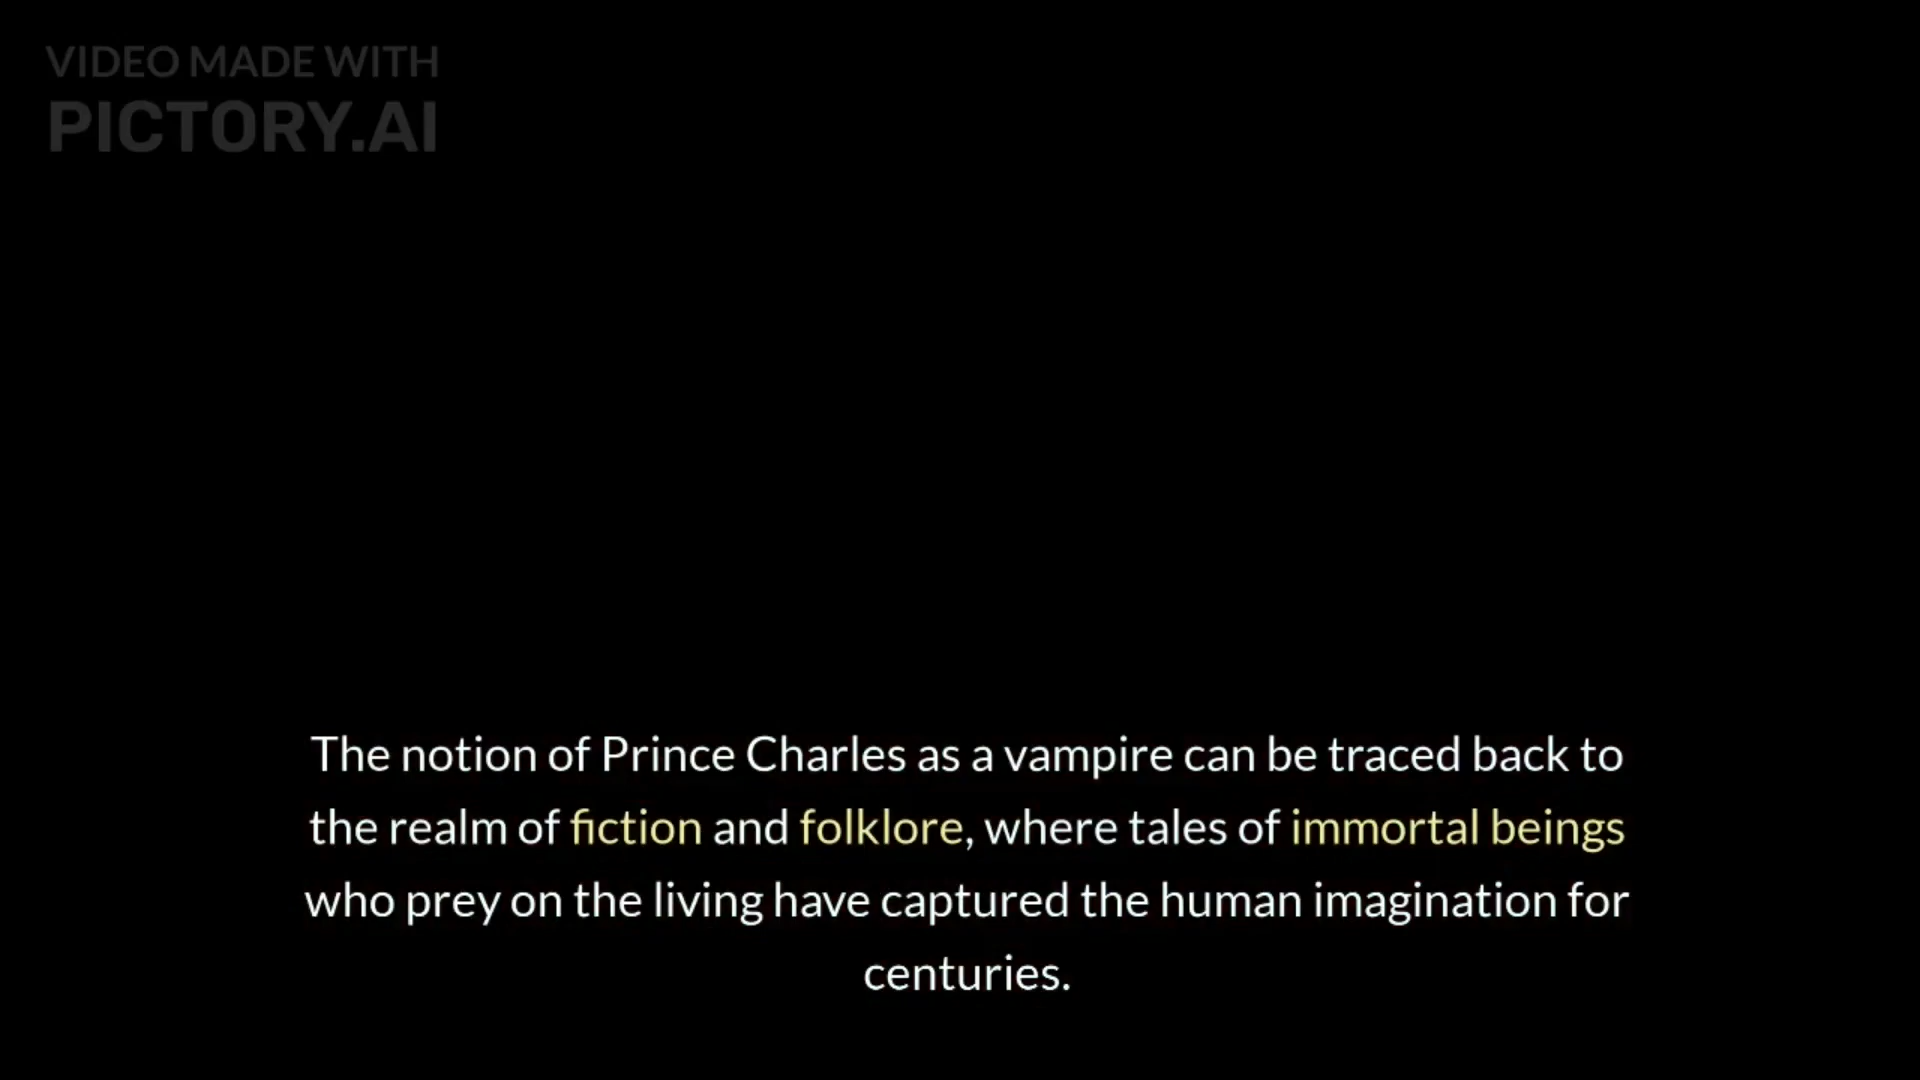 VIDEO MADE WITH
PICTORY.AI
The notion of Prince Charles as a vampire can be traced back to
the realm of fiction and folklore, where tales of immortal beings
who prey on the living have captured the human imagination for
centuries.